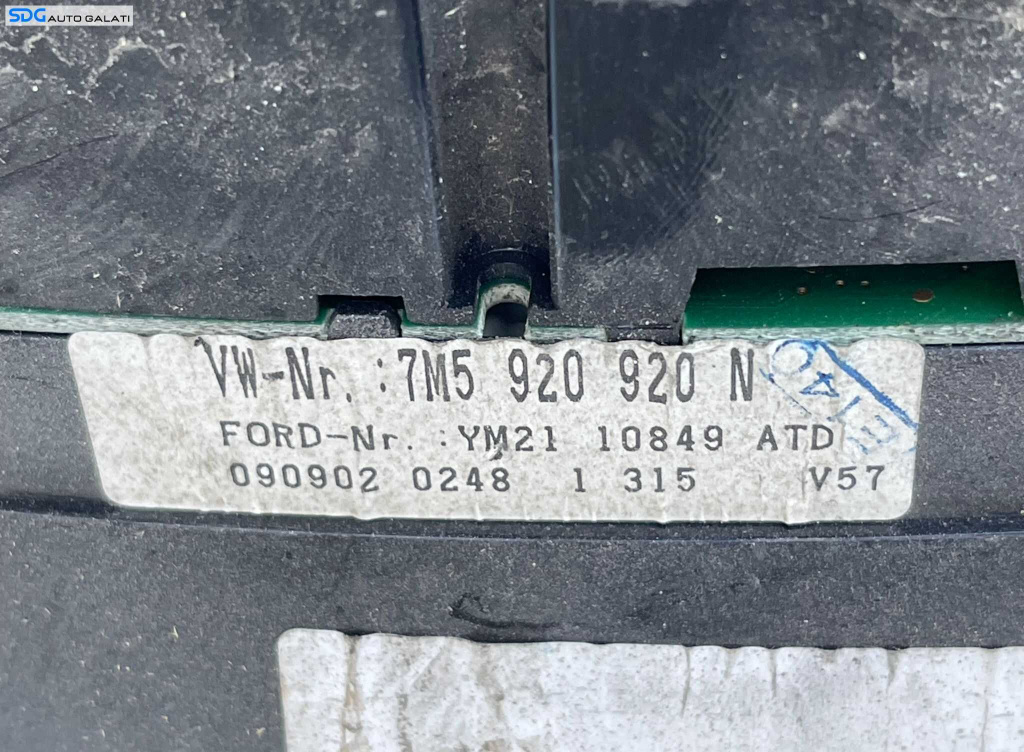 SDG AUTO GALATI
VW-Nr. :7M5 920 920 N
FORD-Nr. :YM21 10849 ATD
090902 0248 1 315 V57